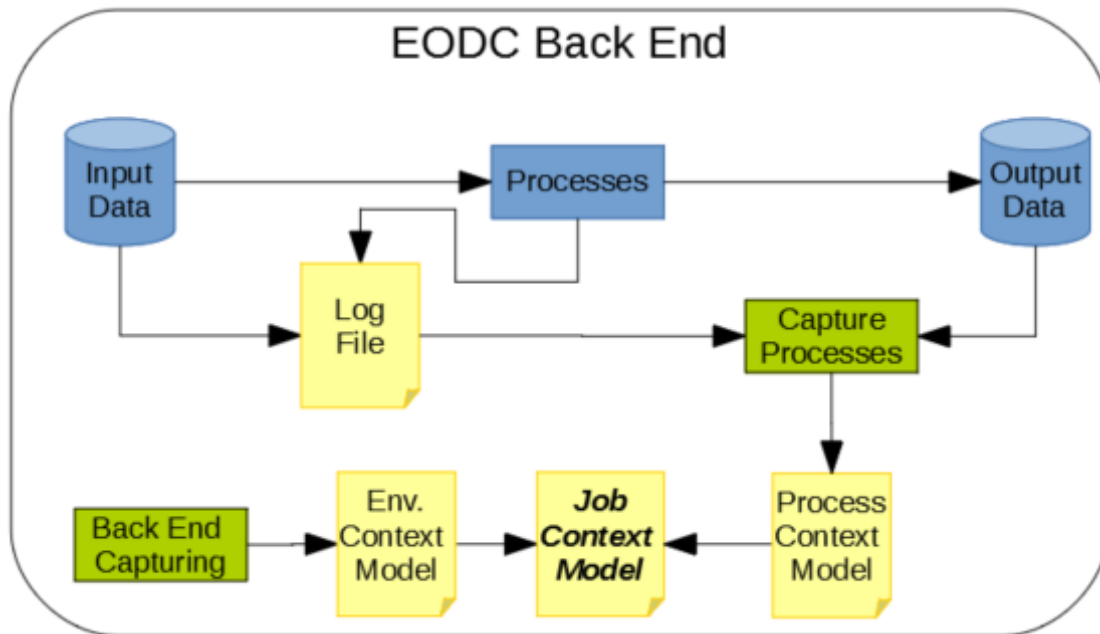 EODC Back End
Input
Data
Processes
Output
Data
Log
File
Capture
Processes
Back End
Capturing
Env.
Context
Model
Job
Context
Model
Process
Context
Model